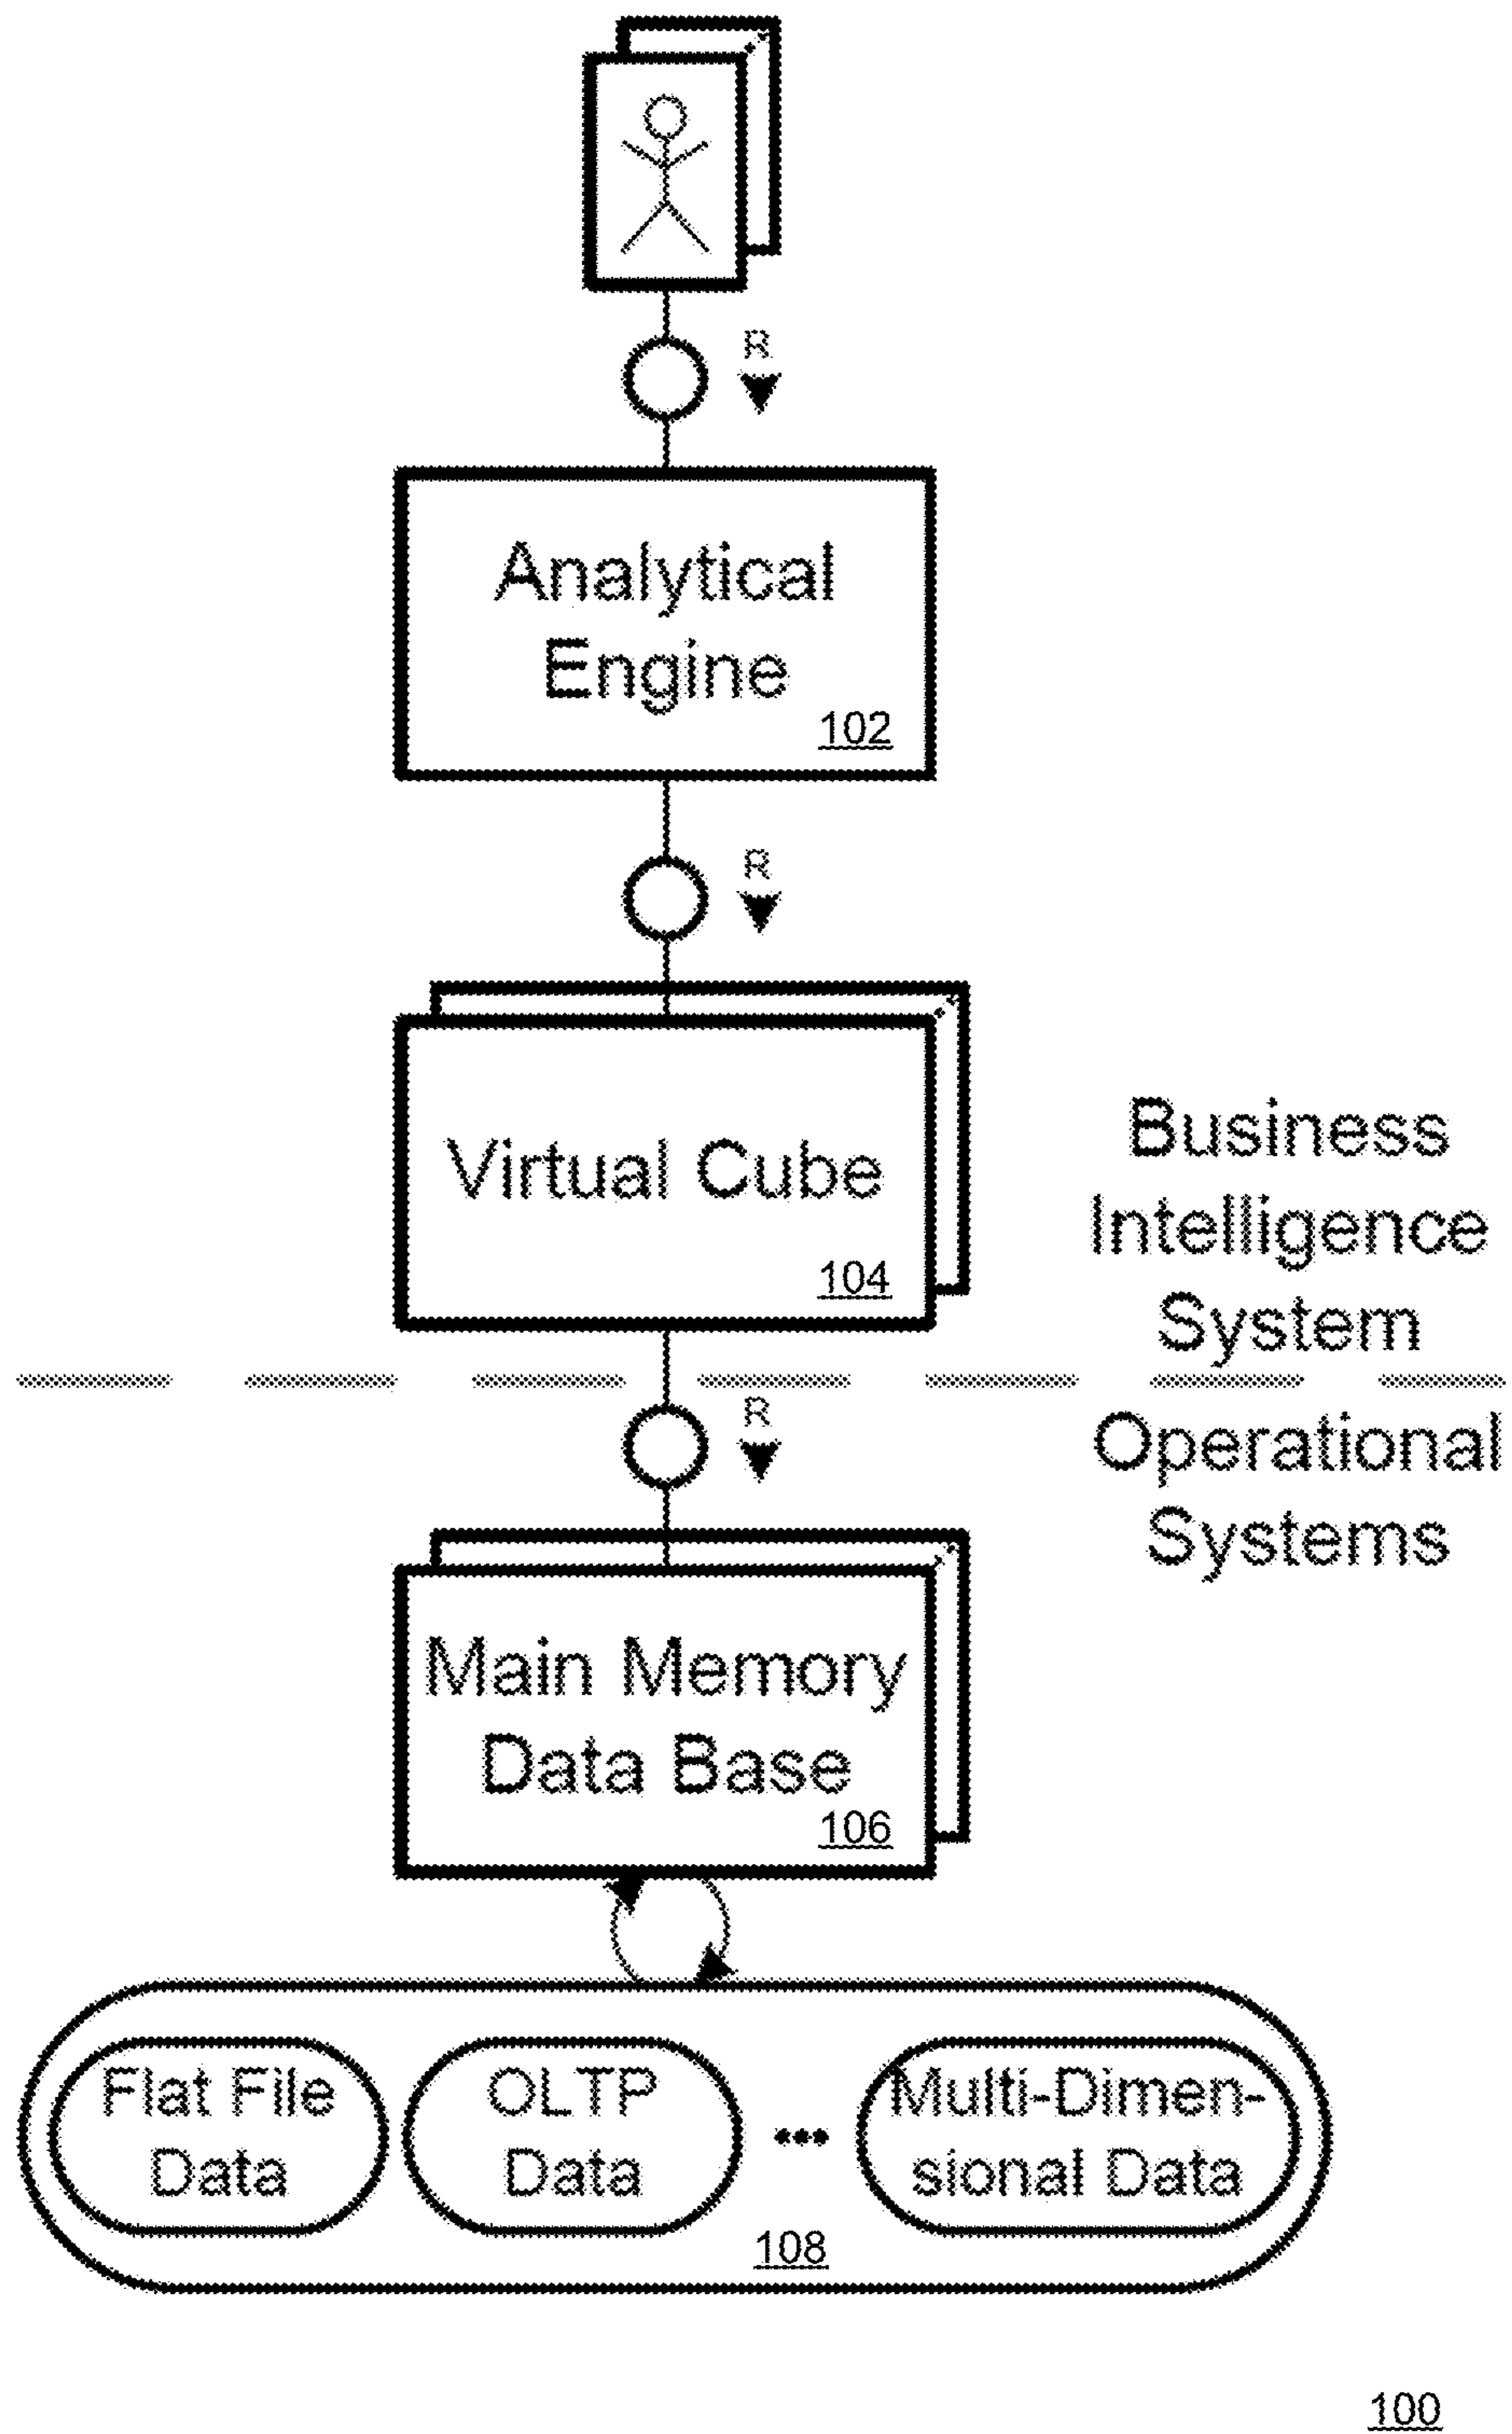 R
Analytical
Engine
102
R
Virtual Cube
104
Business
Intelligence
System
R
Operational
Systems
Main Memory
Data Base
106
Flat File
Data
OLTP
Data
...
Multi-Dimen-
sional Data
108
100